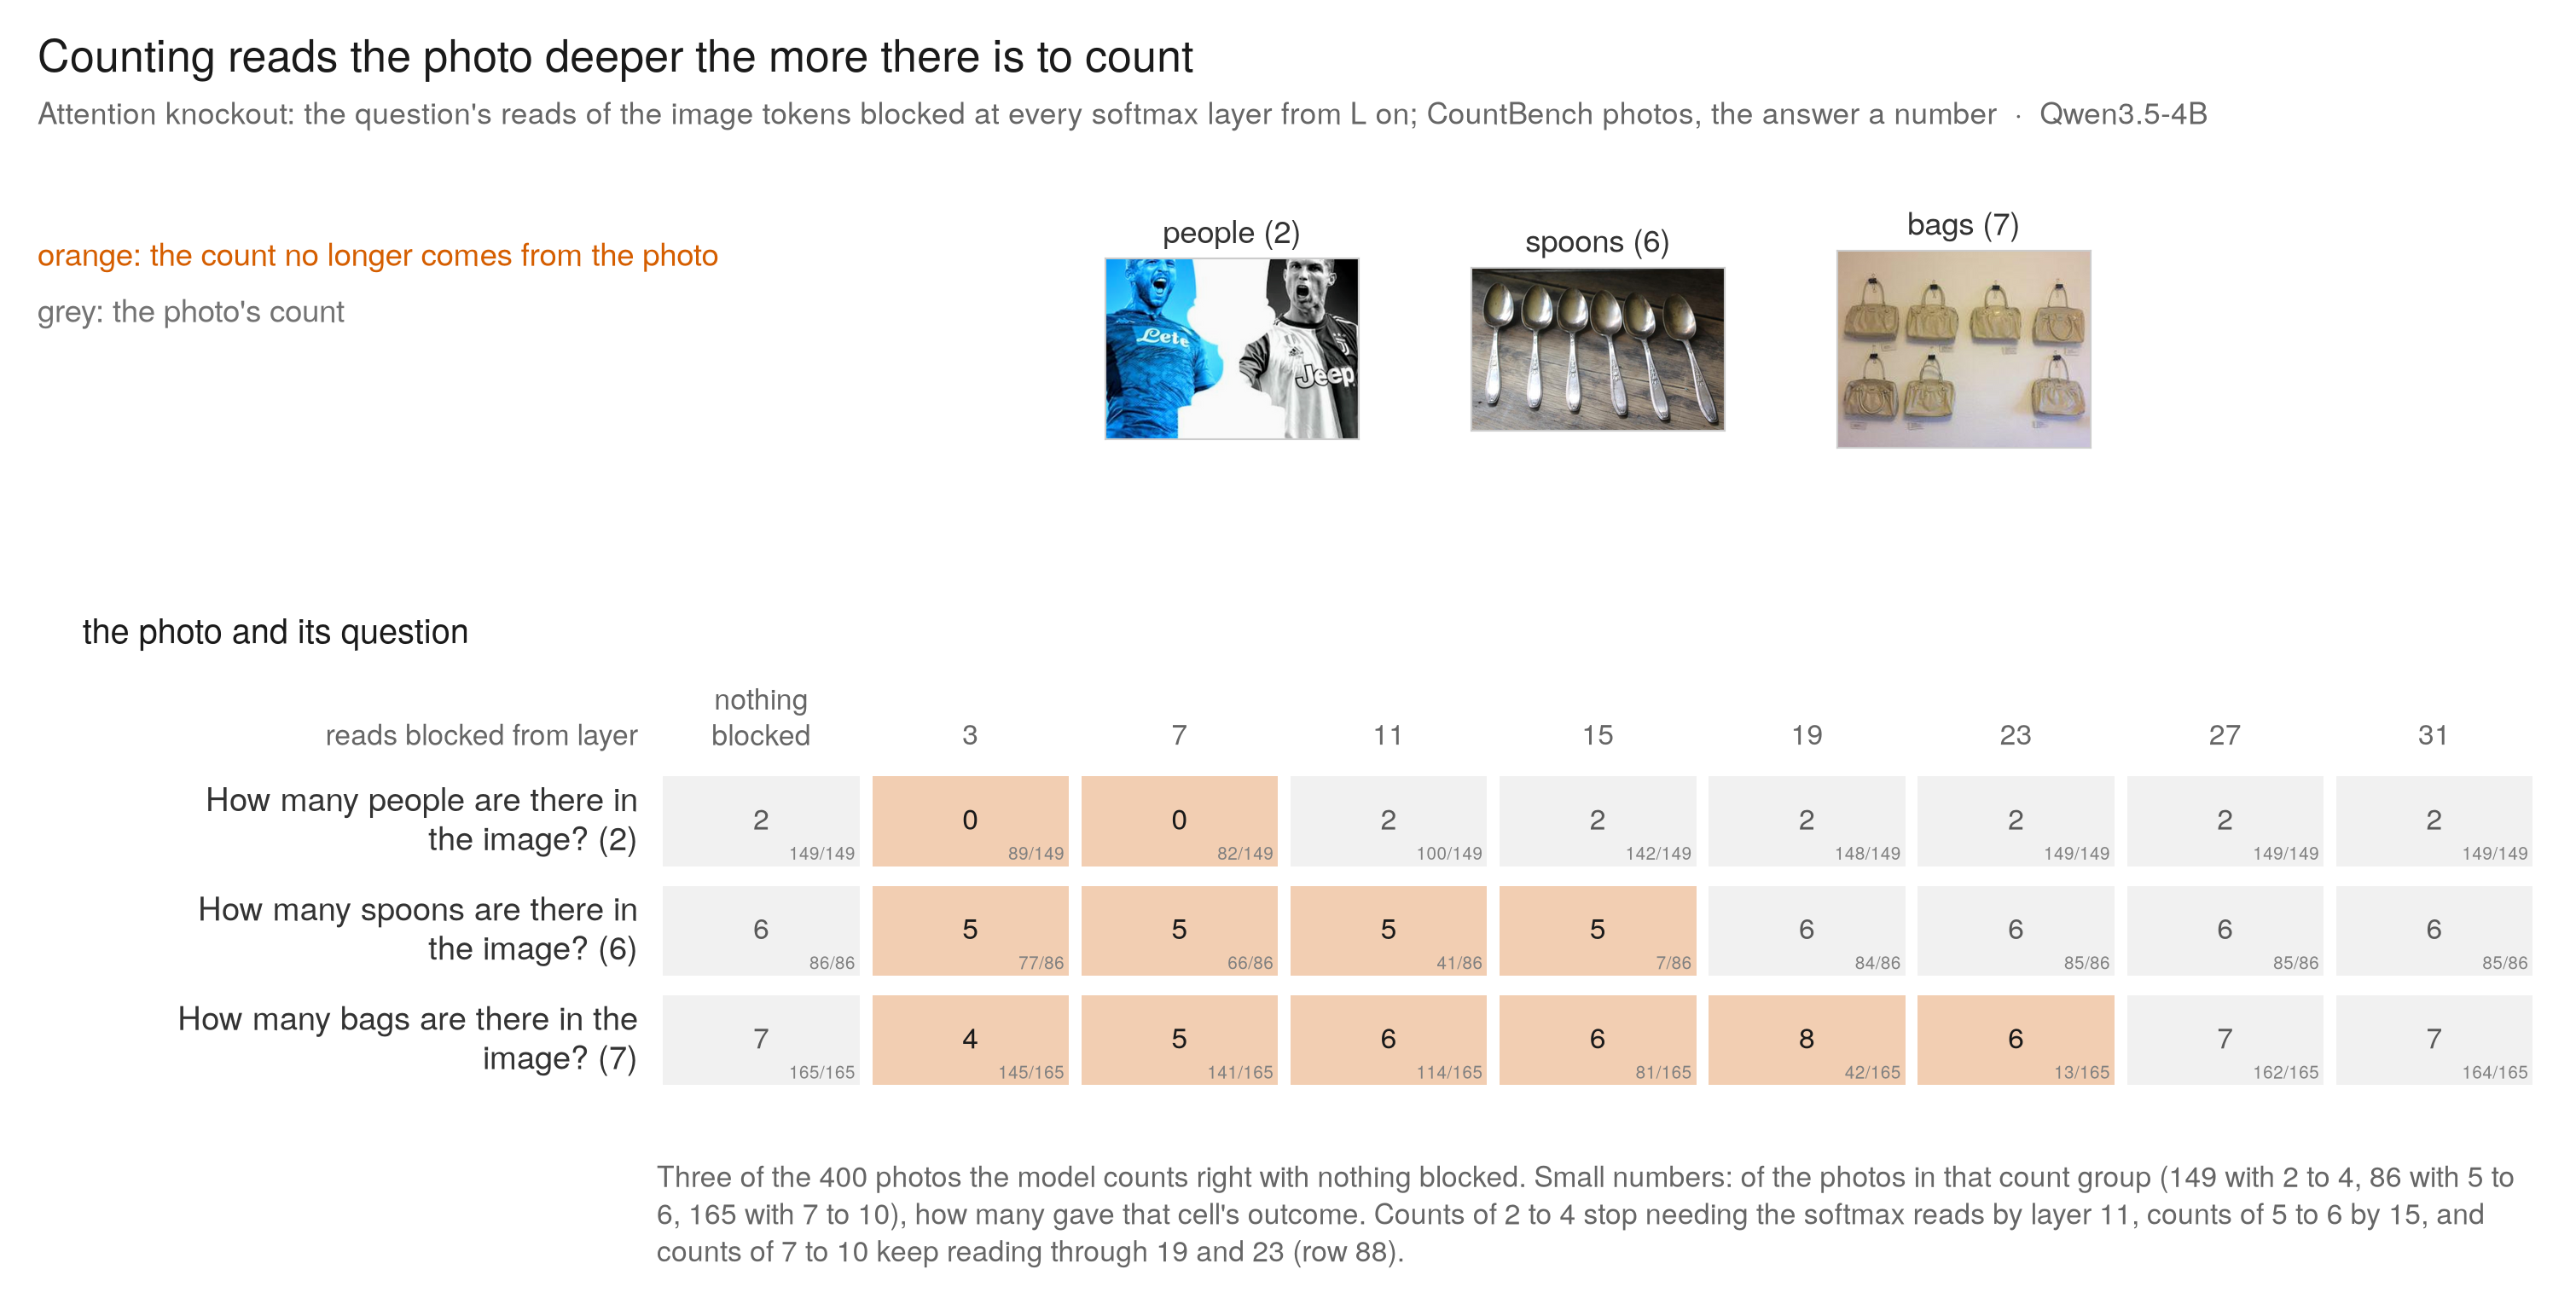 Counting reads the photo deeper the more there is to count
Attention knockout: the question's reads of the image tokens blocked at every softmax layer from L on; CountBench photos, the answer a number · Qwen3.5-4B
orange: the count no longer comes from the photo
grey: the photo's count
people (2)
spoons (6)
bags (7)
Lete
Jeep
the photo and its question
reads blocked from layer
nothing
blocked
3
7
11
15
19
23
27
31
How many people are there in
the image? (2)
2
149/149
0
89/149
0
82/149
2
100/149
2
142/149
2
148/149
2
149/149
2
149/149
2
149/149
How many spoons are there in
the image? (6)
6
86/86
5
77/86
5
66/86
5
41/86
5
7/86
6
84/86
6
85/86
6
85/86
6
85/86
How many bags are there in the
image? (7)
7
165/165
4
145/165
5
141/165
6
114/165
6
81/165
8
42/165
6
13/165
7
162/165
7
164/165
Three of the 400 photos the model counts right with nothing blocked. Small numbers: of the photos in that count group (149 with 2 to 4, 86 with 5 to
6, 165 with 7 to 10), how many gave that cell's outcome. Counts of 2 to 4 stop needing the softmax reads by layer 11, counts of 5 to 6 by 15, and
counts of 7 to 10 keep reading through 19 and 23 (row 88).